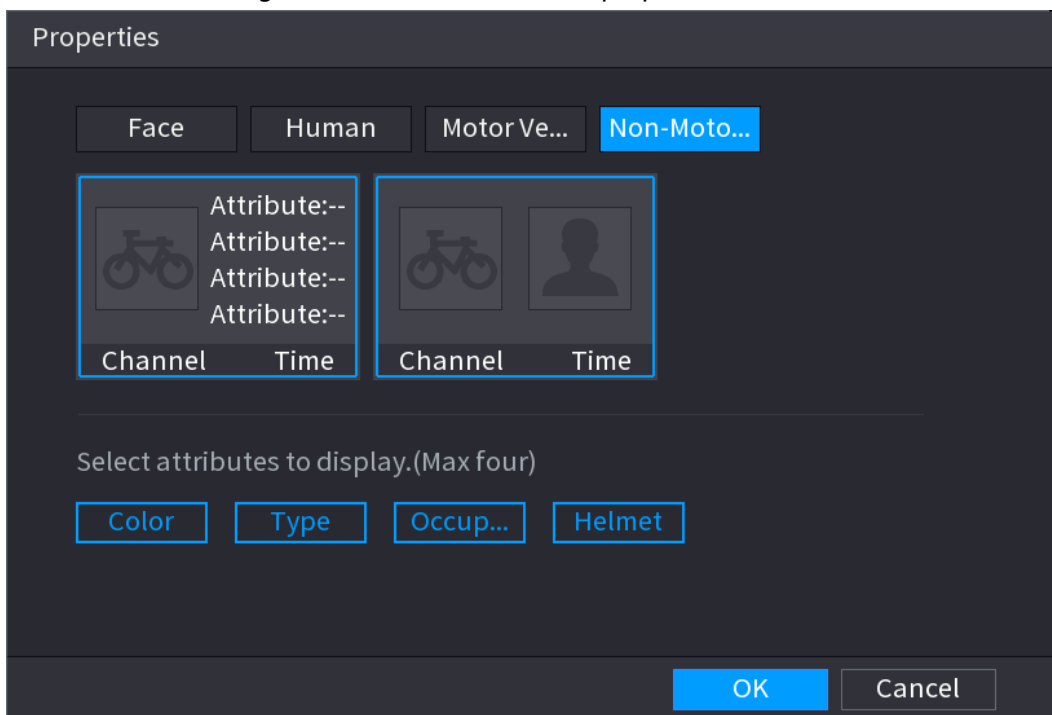 Properties
Face Human Motor Ve... Non-Moto...
Attribute:--
Attribute:--
Attribute:--
Attribute:--
Channel Time Channel Time
Select attributes to display.(Max four)
Color Type Occup... Helmet
OK Cancel